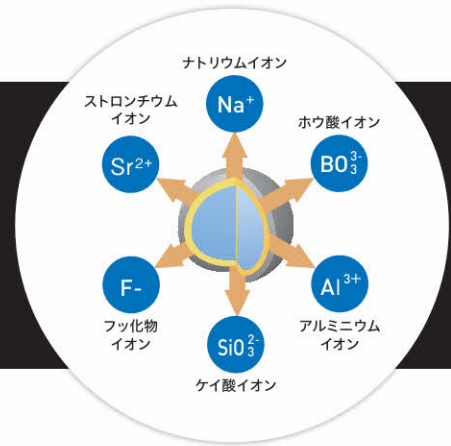 ナトリウムイオン
Na⁺
ストロンチウム
イオン
Sr²⁺
ホウ酸イオン
BO₃³⁻
F-
フッ化物
イオン
Al³⁺
アルミニウム
イオン
SiO₃²⁻
ケイ酸イオン